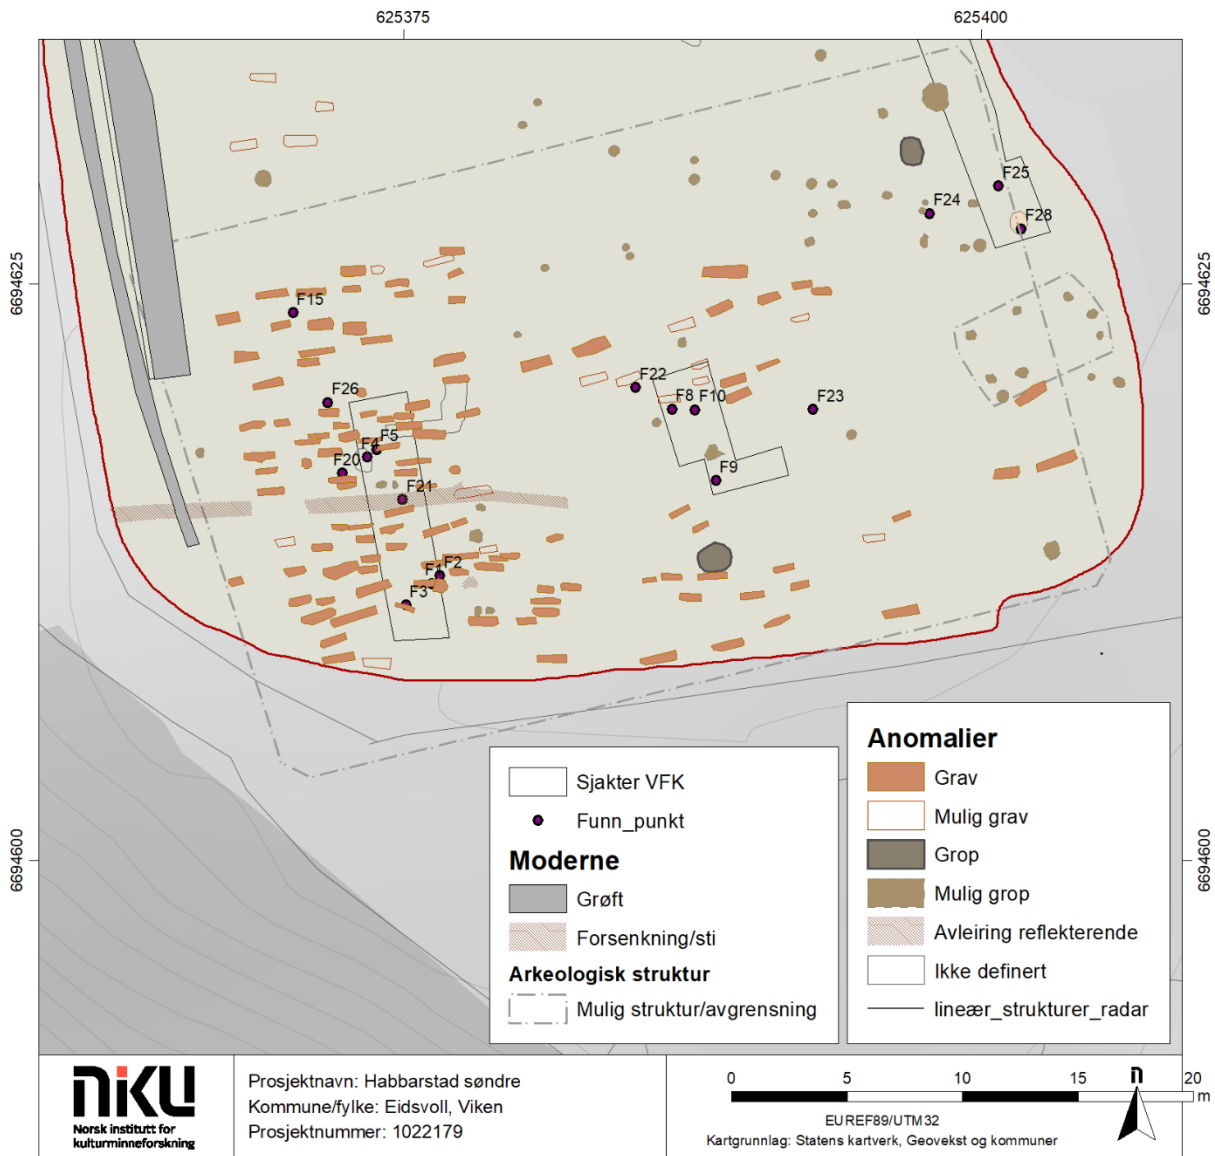 625375
625400
6694625
6694625
6694600
6694600
F25
F24
F28
F15
F22
F26
F8
F10
F23
F5
F4
F20
F9
F21
F1
F2
F3
Sjakter VFK
Funn_punkt
Moderne
Grøft
Forsenkning/sti
Arkeologisk struktur
Mulig struktur/avgrensning
Anomalier
Grav
Mulig grav
Grop
Mulig grop
Avleiring reflekterende
Ikke definert
lineær_strukturer_radar
NIKU
Norsk institutt for
kulturminneforskning
Prosjektnavn: Habbarstad søndre
Kommune/fylke: Eidsvoll, Viken
Prosjektnummer: 1022179
0 5 10 15 20
m
n
EUREF89/UTM32
Kartgrunnlag: Statens kartverk, Geovekst og kommuner